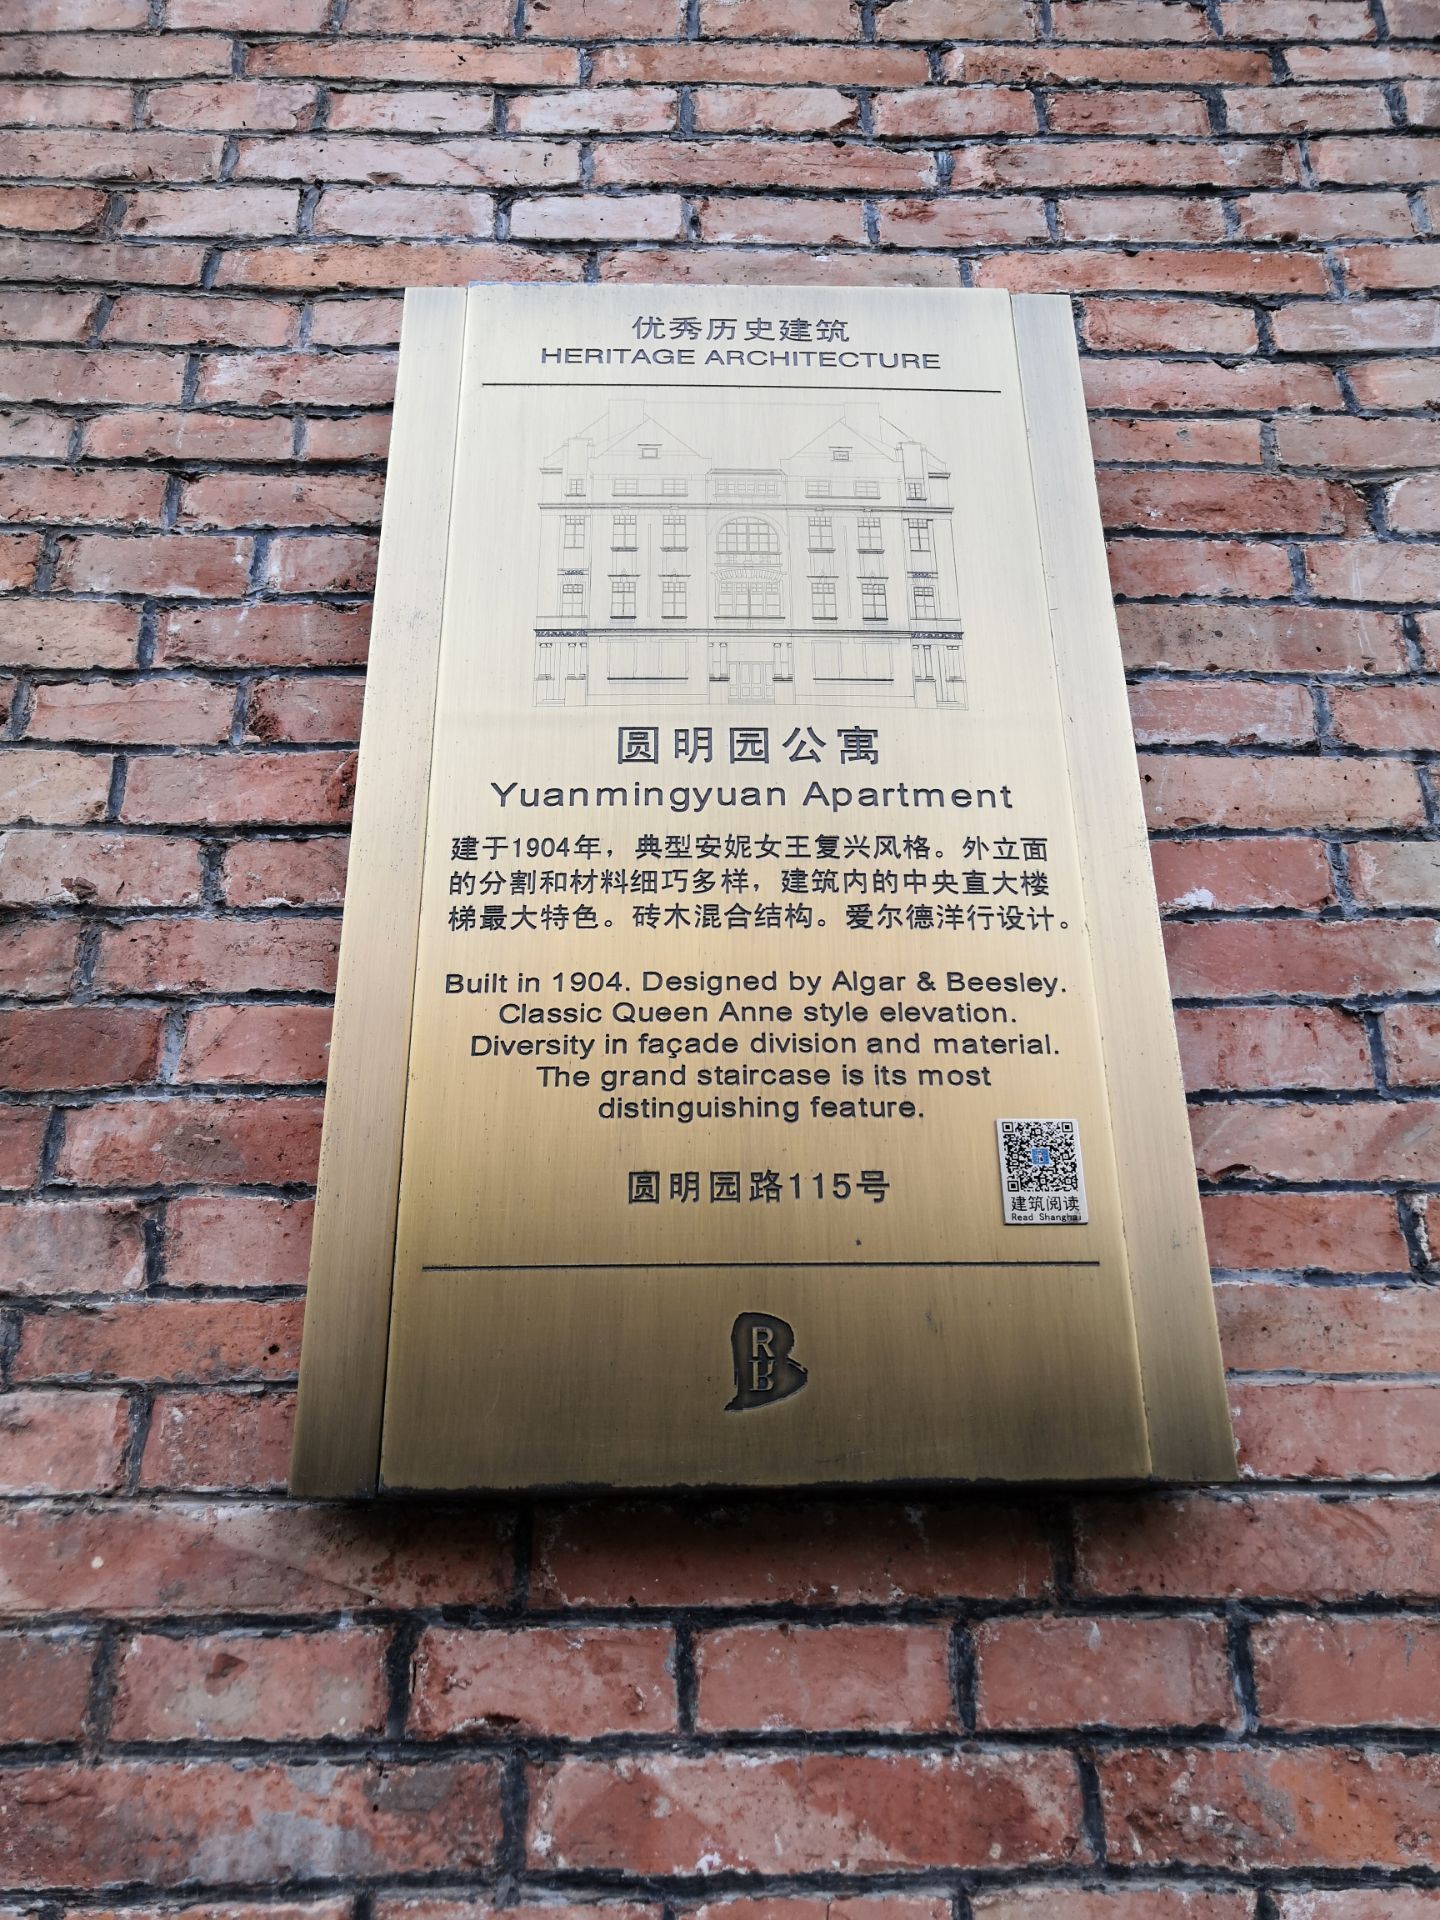 优秀历史建筑
HERITAGE ARCHITECTURE
圆明园公寓
Yuanmingyuan Apartment
建于1904年，典型安妮女王复兴风格。外立面
的分割和材料细巧多样，建筑内的中央直大楼
梯最大特色。砖木混合结构。爱尔德洋行设计。
Built in 1904. Designed by Algar & Beesley.
Classic Queen Anne style elevation.
Diversity in façade division and material.
The grand staircase is its most
distinguishing feature.
圆明园路115号
建筑阅读
Read Shanghai